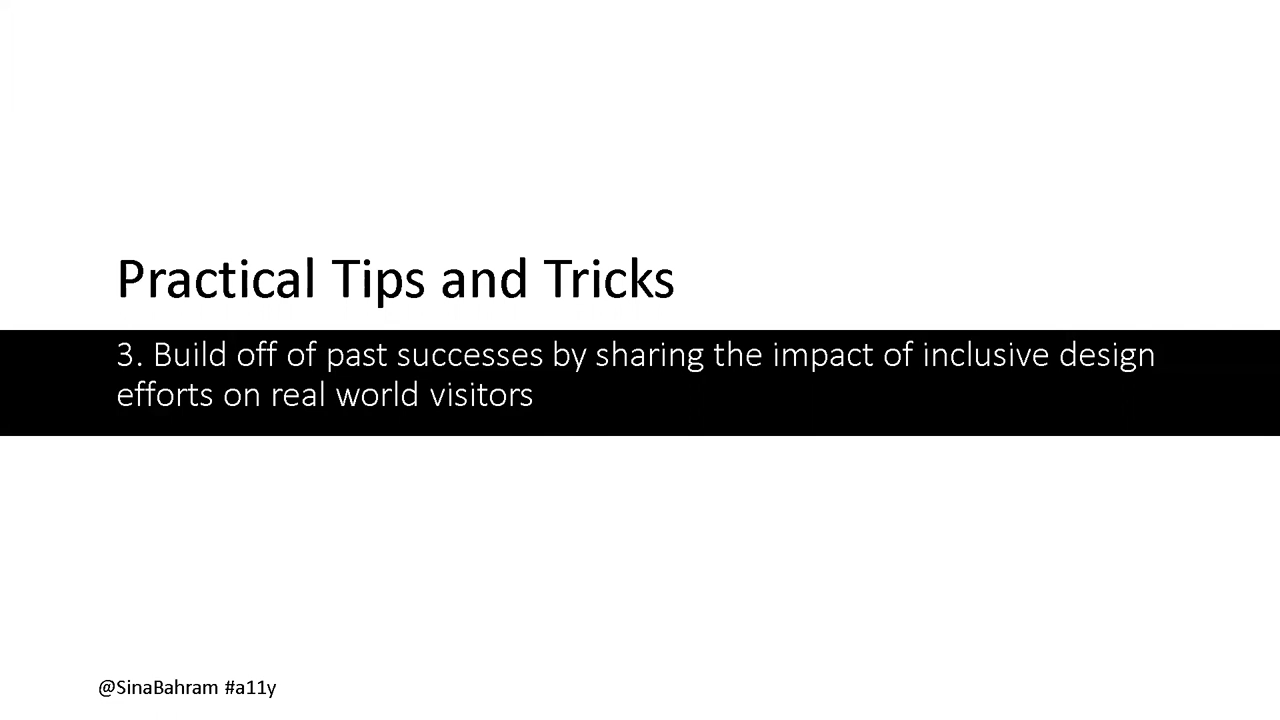 Practical Tips and Tricks
3. Build off of past successes by sharing the impact of inclusive design
efforts on real world visitors
@SinaBahram #a11y